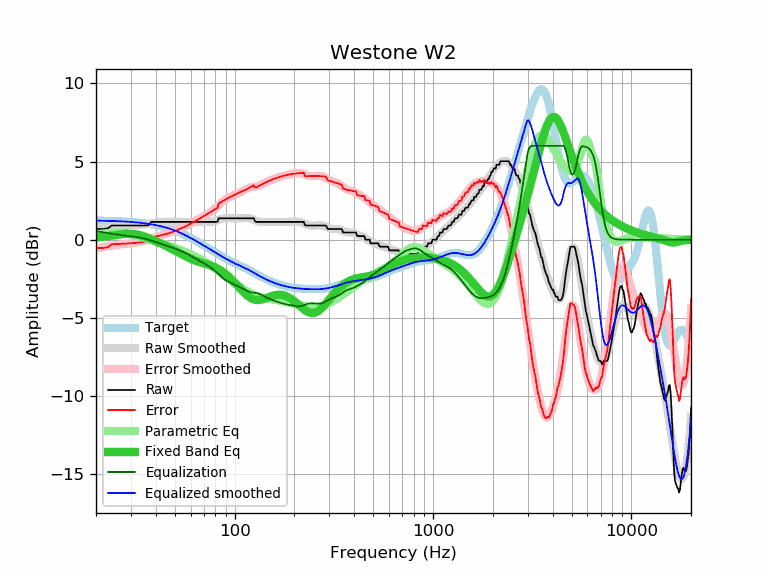 Westone W2
Amplitude (dBr)
10
5
0
−5
−10
−15
Target
Raw Smoothed
Error Smoothed
Raw
Error
Parametric Eq
Fixed Band Eq
Equalization
Equalized smoothed
100
1000
10000
Frequency (Hz)